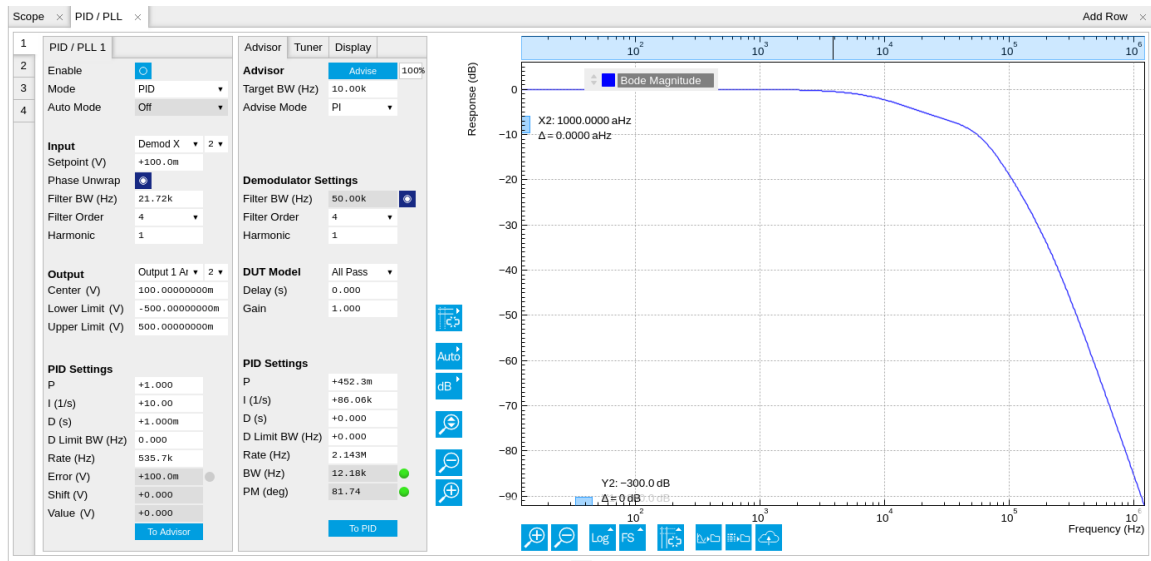 Scope × PID / PLL × Add Row ×
1
2
3
4
PID / PLL 1
Enable
Mode PID
Auto Mode Off
Input Demod X 2
Setpoint (V) +100.0m
Phase Unwrap
Filter BW (Hz) 21.72k
Filter Order 4
Harmonic 1
Output Output 1 Ar 2
Center (V) 100.00000000m
Lower Limit (V) -500.00000000m
Upper Limit (V) 500.00000000m
PID Settings
P +1.000
I (1/s) +10.00
D (s) +1.000m
D Limit BW (Hz) 0.000
Rate (Hz) 535.7k
Error (V) +100.0m
Shift (V) +0.000
Value (V) +0.000
To Advisor
Advisor Tuner Display
Advisor Advise 100%
Target BW (Hz) 10.00k
Advise Mode PI
Demodulator Settings
Filter BW (Hz) 50.00k
Filter Order 4
Harmonic 1
DUT Model All Pass
Delay (s) 0.000
Gain 1.000
PID Settings
P +452.3m
I (1/s) +86.06k
D (s) +0.000
D Limit BW (Hz) +0.000
Rate (Hz) 2.143M
BW (Hz) 12.18k
PM (deg) 81.74
To PID
Auto
dB
10² 10³ 10⁴ 10⁵ 10⁶
Response (dB)
Bode Magnitude
X2: 1000.0000 aHz
Δ = 0.0000 aHz
0
−10
−20
−30
−40
−50
−60
−70
−80
−90
Y2: −300.0 dB
Δ = 0 dB
10² 10³ 10⁴ 10⁵ 10⁶
Frequency (Hz)
Log FS